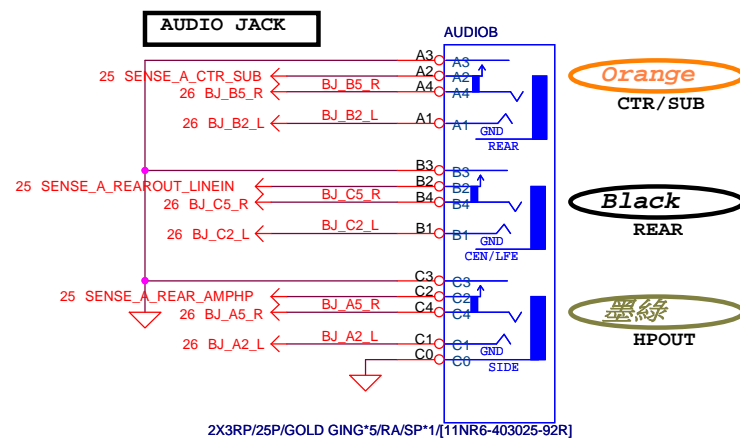 AUDIO JACK
AUDIOB
A3 A3
25 SENSE_A_CTR_SUB A2 A2
26 BJ_B5_R BJ_B5_R A4 A4
26 BJ_B2_L BJ_B2_L A1 A1
GND
REAR
Orange
CTR/SUB
B3 B3
25 SENSE_A_REAROUT_LINEIN B2 B2
26 BJ_C5_R BJ_C5_R B4 B4
26 BJ_C2_L BJ_C2_L B1 B1
GND
CEN/LFE
Black
REAR
C3 C3
25 SENSE_A_REAR_AMPHP C2 C2
26 BJ_A5_R BJ_A5_R C4 C4
26 BJ_A2_L BJ_A2_L C1 C1
GND
C0 C0
SIDE
墨綠
HPOUT
2X3RP/25P/GOLD GING*5/RA/SP*1/[11NR6-403025-92R]